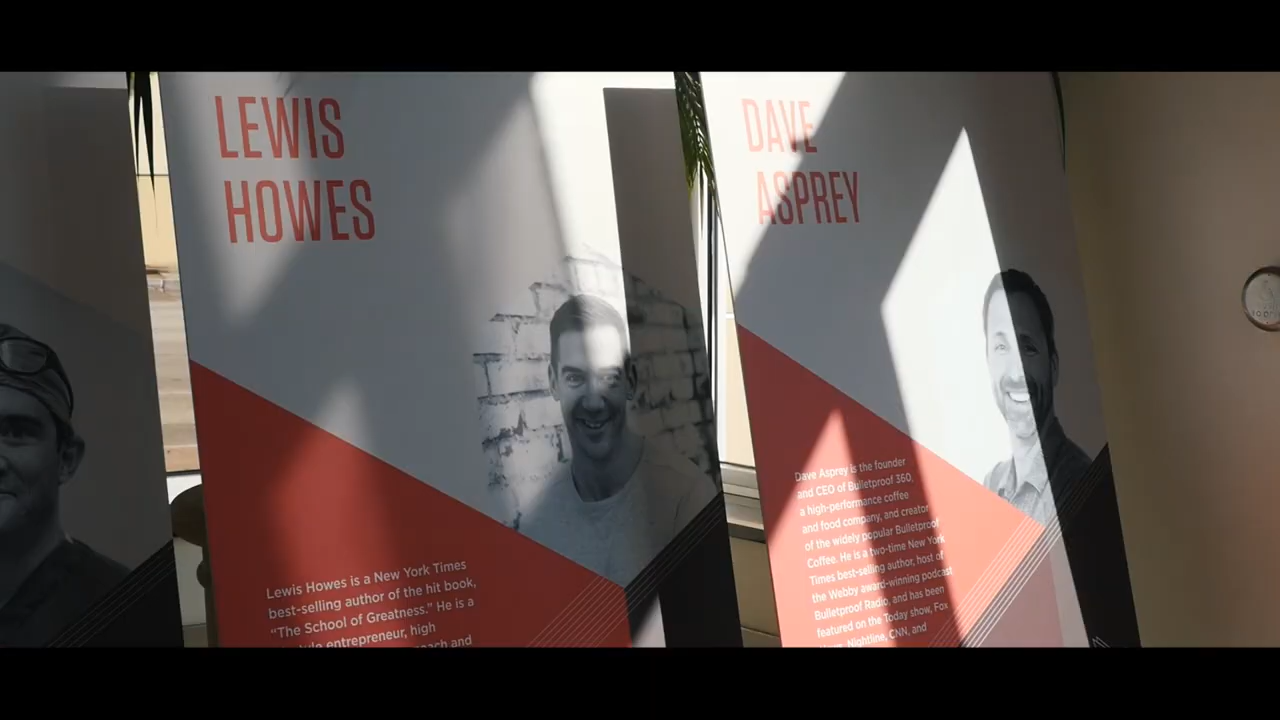 LEWIS
HOWES
Lewis Howes is a New York Times
best-selling author of the hit book,
"The School of Greatness." He is a
entrepreneur, high
and
DAVE
ASPREY
Dave Asprey is the founder
and CEO of Bulletproof 360,
a high-performance coffee
and food company, and creator
of the widely popular Bulletproof
Coffee. He is a two-time New York
Times best-selling author, host of
the Webby award-winning podcast
Bulletproof Radio, and has been
featured on the Today show, Fox
Nightline, CNN, and